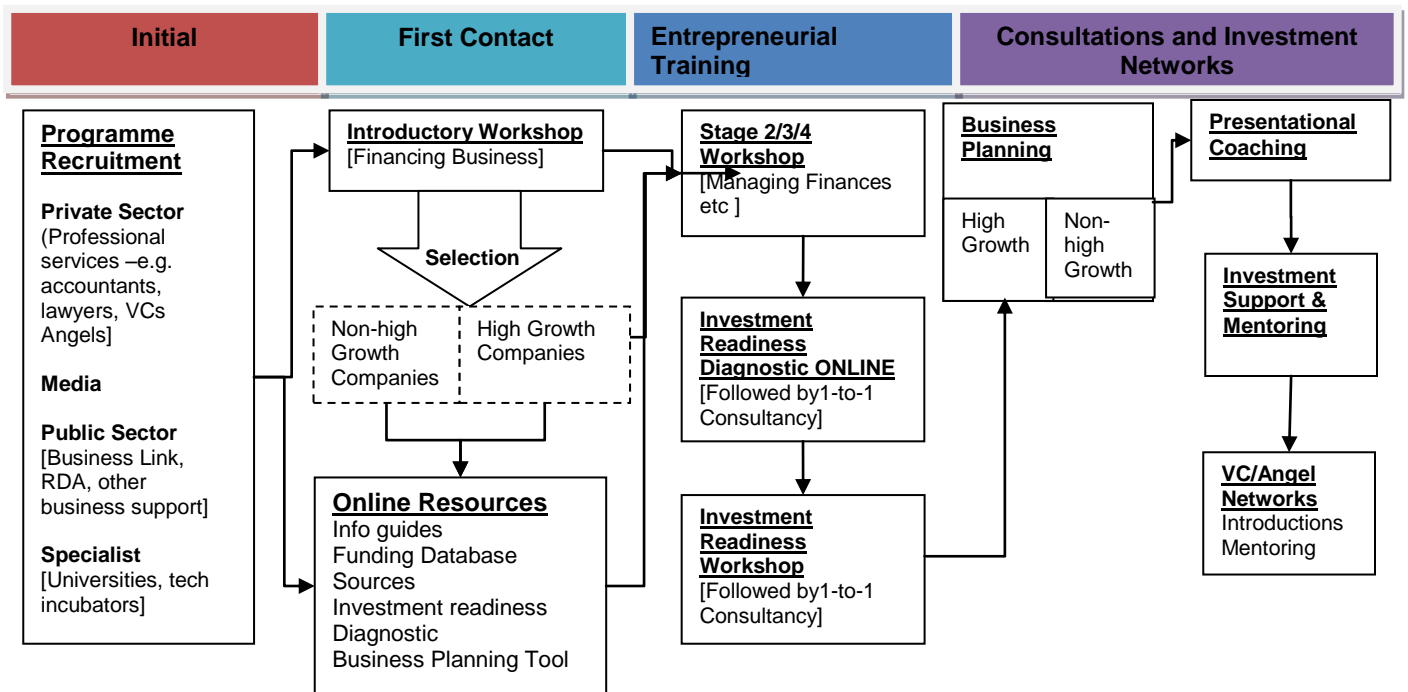 Initial
First Contact
Entrepreneurial
Training
Consultations and Investment
Networks
Programme
Recruitment
Private Sector
(Professional
services –e.g.
accountants,
lawyers, VCs
Angels]
Media
Public Sector
[Business Link,
RDA, other
business support]
Specialist
[Universities, tech
incubators]
Introductory Workshop
[Financing Business]
Selection
Non-high
Growth
Companies
High Growth
Companies
Online Resources
Info guides
Funding Database
Sources
Investment readiness
Diagnostic
Business Planning Tool
Stage 2/3/4
Workshop
[Managing Finances
etc ]
Investment
Readiness
Diagnostic ONLINE
[Followed by1-to-1
Consultancy]
Investment
Readiness
Workshop
[Followed by1-to-1
Consultancy]
Business
Planning
High
Growth
Non-
high
Growth
Presentational
Coaching
Investment
Support &
Mentoring
VC/Angel
Networks
Introductions
Mentoring